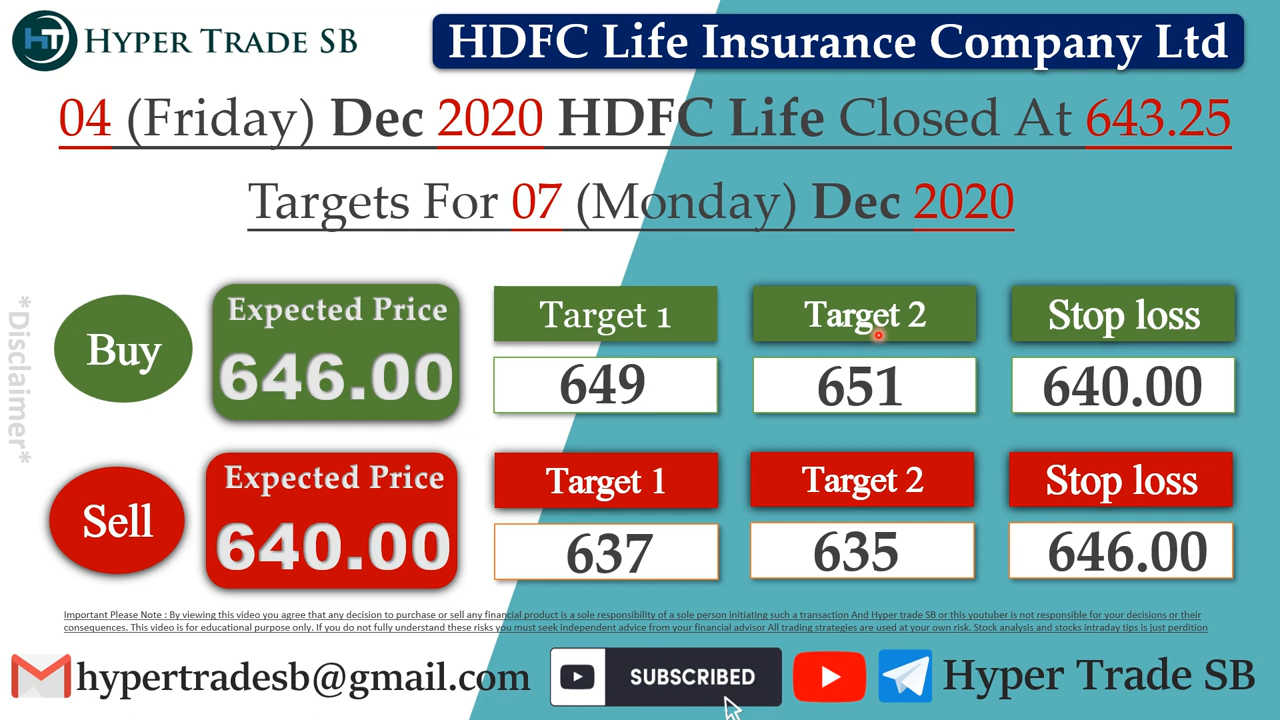 HT HYPER TRADE SB
HDFC Life Insurance Company Ltd
04 (Friday) Dec 2020 HDFC Life Closed At 643.25
Targets For 07 (Monday) Dec 2020
*Disclaimer*
Buy
Expected Price
646.00
Target 1
649
Target 2
651
Stop loss
640.00
Sell
Expected Price
640.00
Target 1
637
Target 2
635
Stop loss
646.00
Important Please Note : By viewing this video you agree that any decision to purchase or sell any financial product is a sole responsibility of a sole person initiating such a transaction And Hyper trade SB or this youtuber is not responsible for your decisions or their
consequences. This video is for educational purpose only. If you do not fully understand these risks you must seek independent advice from your financial advisor All trading strategies are used at your own risk. Stock analysis and stocks intraday tips is just perdition
hypertradesb@gmail.com
SUBSCRIBED
Hyper Trade SB